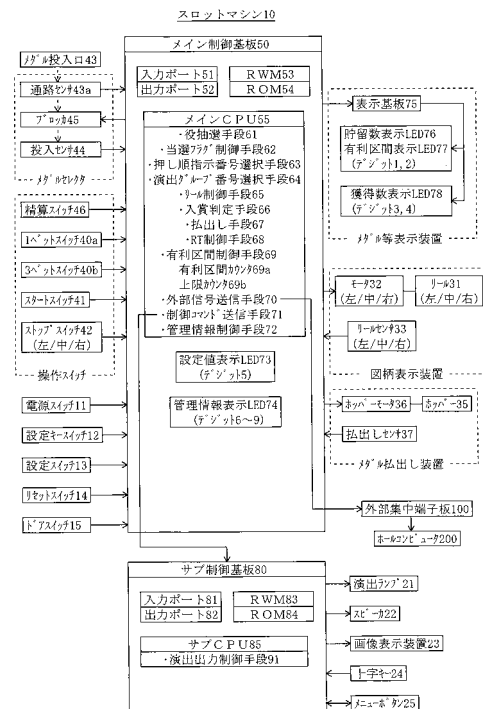 スロットマシン10
メイン制御基板50
メダル投入口43
通路センサ43a
ブロッカ45
投入センサ44
メダルセレクタ
精算スイッチ46
1ベットスイッチ40a
3ベットスイッチ40b
スタートスイッチ41
ストップスイッチ42
(左/中/右)
操作スイッチ
電源スイッチ11
設定キースイッチ12
設定スイッチ13
リセットスイッチ14
ドアスイッチ15
入力ポート51
出力ポート52
RWM53
ROM54
メインCPU55
・役抽選手段61
・当選フラグ制御手段62
・押し順指示番号選択手段63
・演出グループ番号選択手段64
・リール制御手段65
・入賞判定手段66
・払出し手段67
・RT制御手段68
・有利区間制御手段69
有利区間カウンタ69a
上限カウンタ69b
・外部信号送信手段70
・制御コマンド送信手段71
・管理情報制御手段72
設定値表示LED73
(デジット5)
管理情報表示LED74
(デジット6~9)
表示基板75
貯留数表示LED76
有利区間表示LED77
(デジット1,2)
獲得数表示LED78
(デジット3,4)
メダル等表示装置
モータ32
(左/中/右)
リール31
(左/中/右)
リールセンサ33
(左/中/右)
図柄表示装置
ホッパーモータ36
ホッパー35
払出しセンサ37
メダル払出し装置
外部集中端子板100
ホールコンピュータ200
サブ制御基板80
入力ポート81
出力ポート82
RWM83
ROM84
サブCPU85
・演出出力制御手段91
演出ランプ21
スピーカ22
画像表示装置23
十字キー24
メニューボタン25